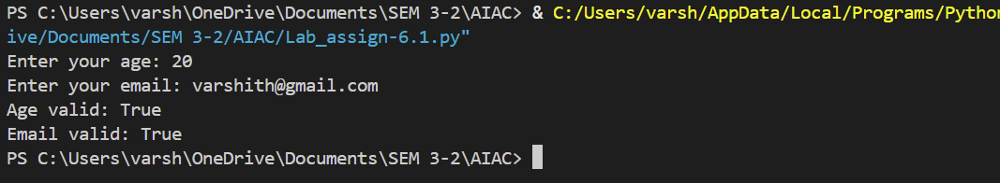 PS C:\Users\varsh\OneDrive\Documents\SEM 3-2\AIAC> & C:/Users/varsh/AppData/Local/Programs/Python
ive/Documents/SEM 3-2/AIAC/Lab_assign-6.1.py"
Enter your age: 20
Enter your email: varshith@gmail.com
Age valid: True
Email valid: True
PS C:\Users\varsh\OneDrive\Documents\SEM 3-2\AIAC>